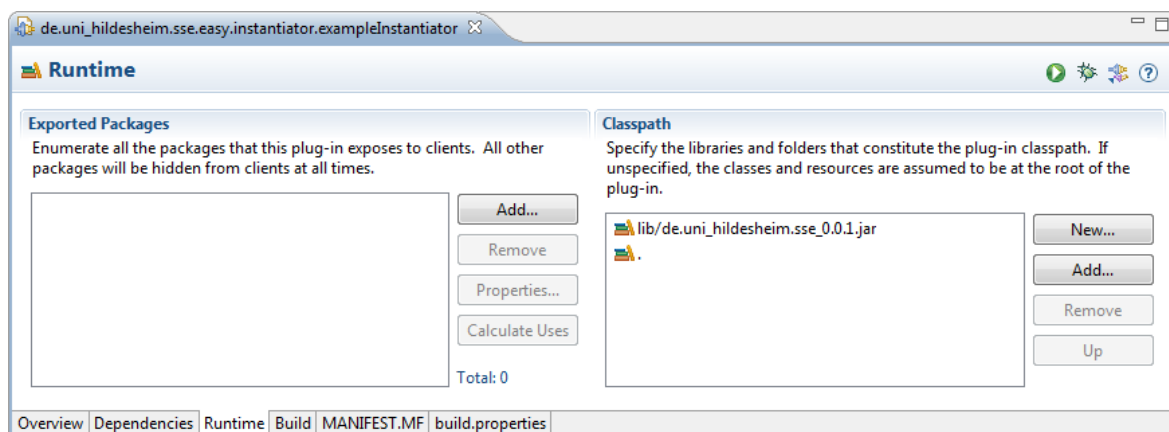 de.uni_hildesheim.sse.easy.instantiator.exampleInstantiator
Runtime
Exported Packages
Enumerate all the packages that this plug-in exposes to clients. All other
packages will be hidden from clients at all times.
Add...
Remove
Properties...
Calculate Uses
Total: 0
Classpath
Specify the libraries and folders that constitute the plug-in classpath. If
unspecified, the classes and resources are assumed to be at the root of the
plug-in.
lib/de.uni_hildesheim.sse_0.0.1.jar
.
New...
Add...
Remove
Up
Overview Dependencies Runtime Build MANIFEST.MF build.properties